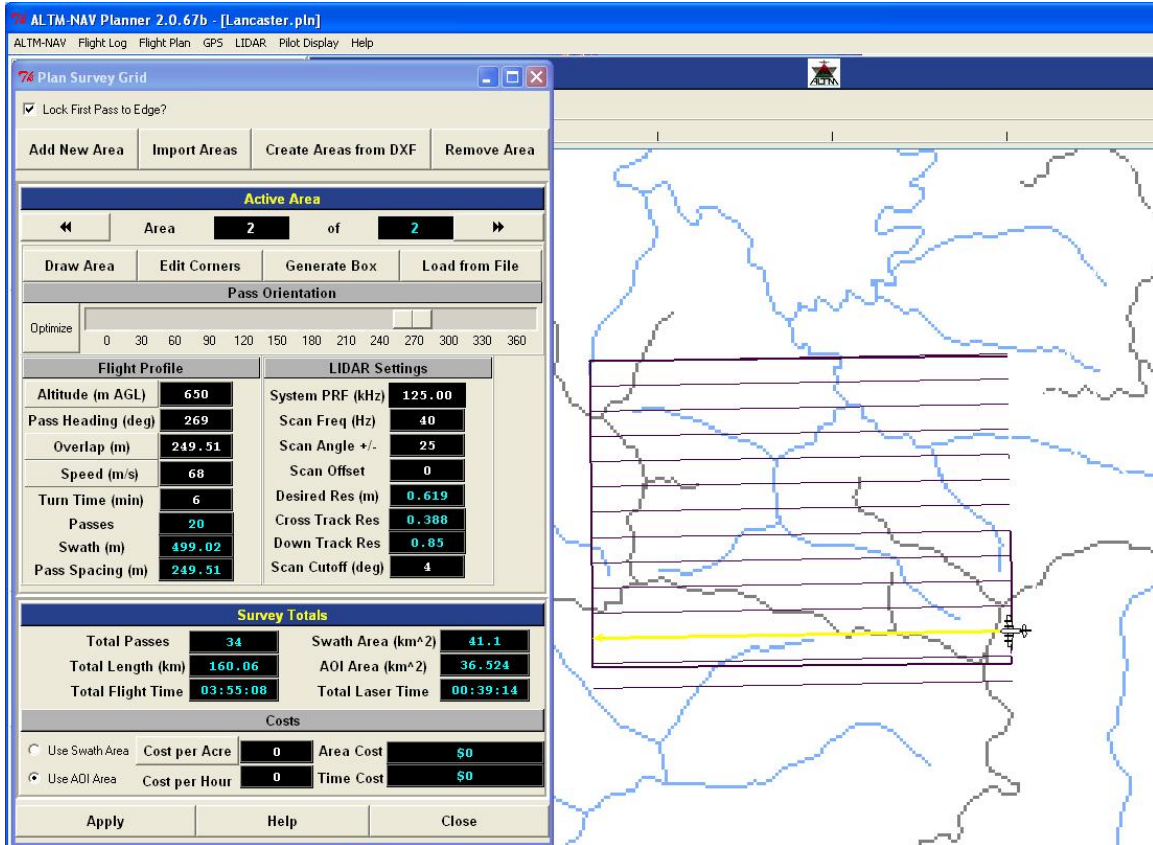 ALTM-NAV Planner 2.0.67b - [Lancaster.pln]
ALTM-NAV Flight Log Flight Plan GPS LIDAR Pilot Display Help
Plan Survey Grid
ALTM
Lock First Pass to Edge?
Add New Area Import Areas Create Areas from DXF Remove Area
Active Area
Area 2 of 2
Draw Area Edit Corners Generate Box Load from File
Pass Orientation
Optimize
0 30 60 90 120 150 180 210 240 270 300 330 360
Flight Profile LIDAR Settings
Altitude (m AGL) 650 System PRF (kHz) 125.00
Pass Heading (deg) 269 Scan Freq (Hz) 40
Overlap (m) 249.51 Scan Angle +/- 25
Speed (m/s) 68 Scan Offset 0
Turn Time (min) 6 Desired Res (m) 0.619
Passes 20 Cross Track Res 0.388
Swath (m) 499.02 Down Track Res 0.85
Pass Spacing (m) 249.51 Scan Cutoff (deg) 4
Survey Totals
Total Passes 34 Swath Area (km^2) 41.1
Total Length (km) 160.06 AOI Area (km^2) 36.524
Total Flight Time 03:55:08 Total Laser Time 00:39:14
Costs
Use Swath Area Cost per Acre 0 Area Cost $0
Use AOI Area Cost per Hour 0 Time Cost $0
Apply Help Close